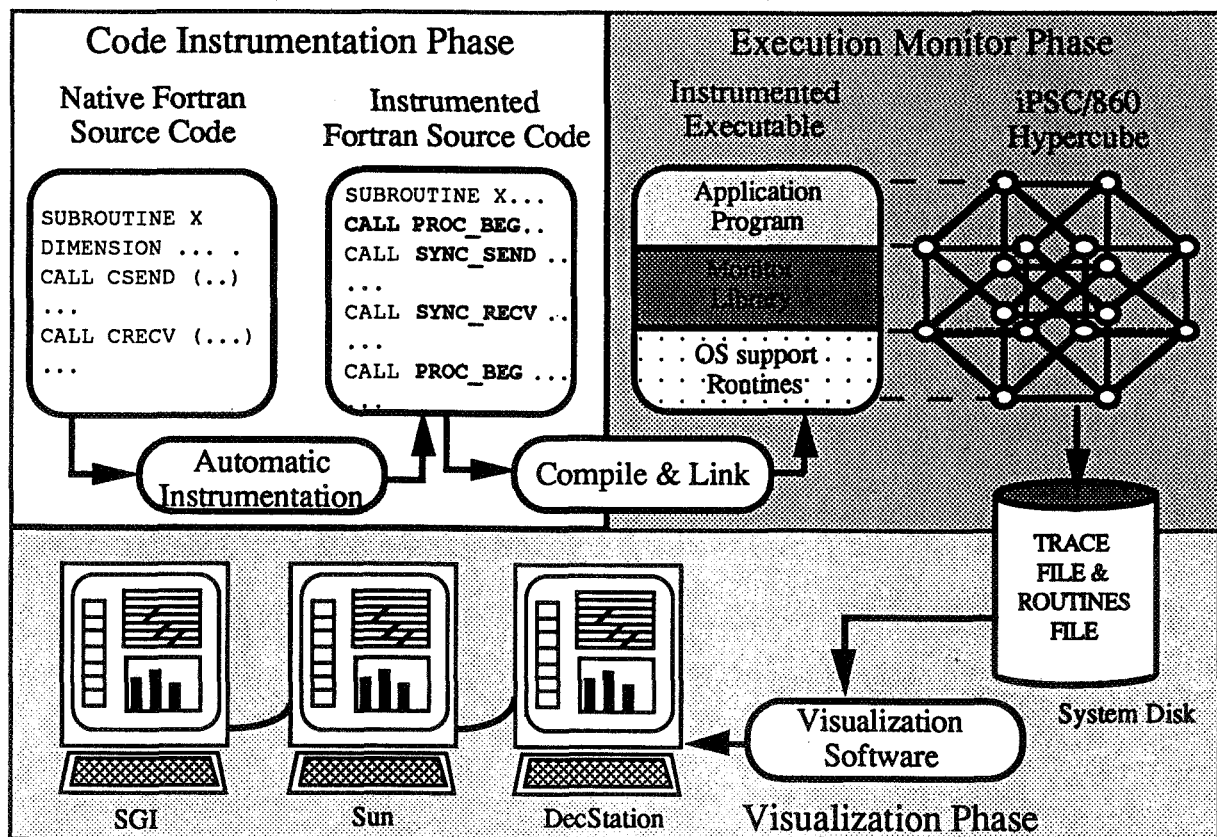 Code Instrumentation Phase
Native Fortran
Source Code
SUBROUTINE X
DIMENSION ... .
CALL CSEND (..)
...
CALL CRECV (...)
...
Instrumented
Fortran Source Code
SUBROUTINE X...
CALL PROC_BEG..
CALL SYNC_SEND ..
...
CALL SYNC_RECV ..
...
CALL PROC_BEG ...
...
Automatic
Instrumentation
Compile & Link
Execution Monitor Phase
Instrumented
Executable
Application
Program
Monitor
Library
OS support
Routines
iPSC/860
Hypercube
TRACE
FILE &
ROUTINES
FILE
System Disk
Visualization
Software
Visualization Phase
SGI
Sun
DecStation